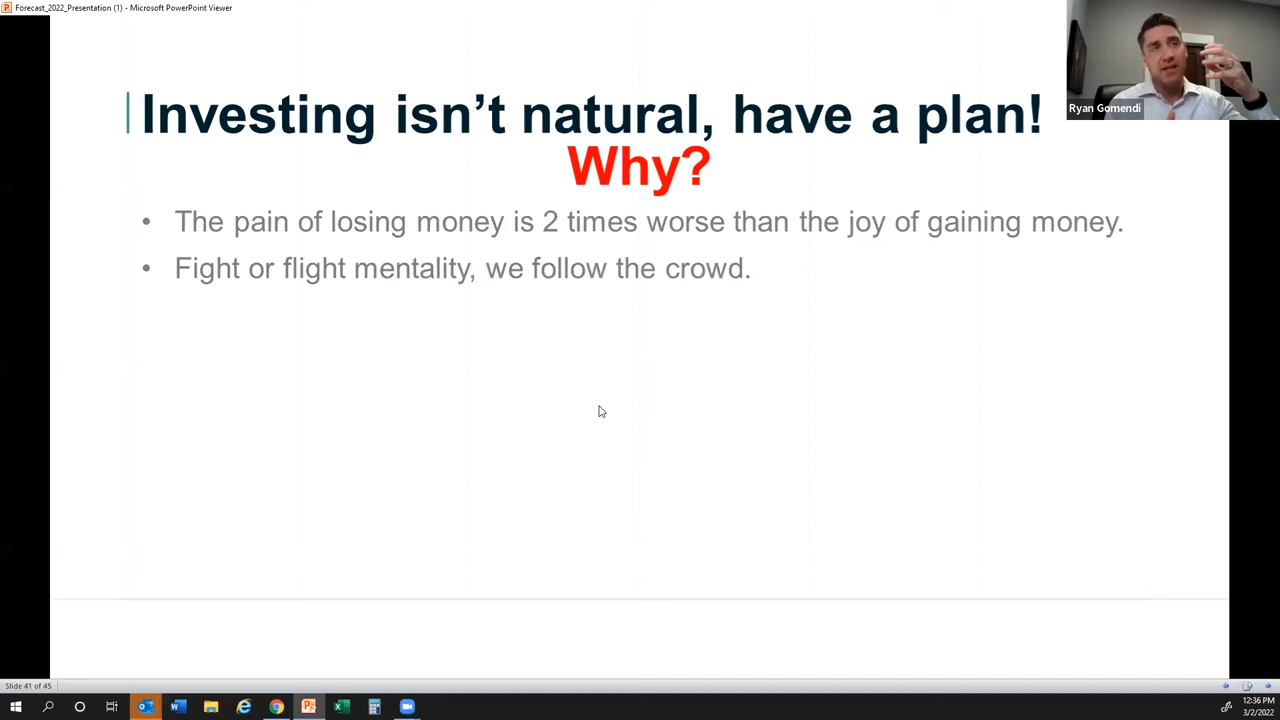 Forecast_2022_Presentation (1) - Microsoft PowerPoint Viewer
Ryan Gomendi
Investing isn’t natural, have a plan!
Why?
• The pain of losing money is 2 times worse than the joy of gaining money.
• Fight or flight mentality, we follow the crowd.
Slide 41 of 45
12:36 PM
3/2/2022